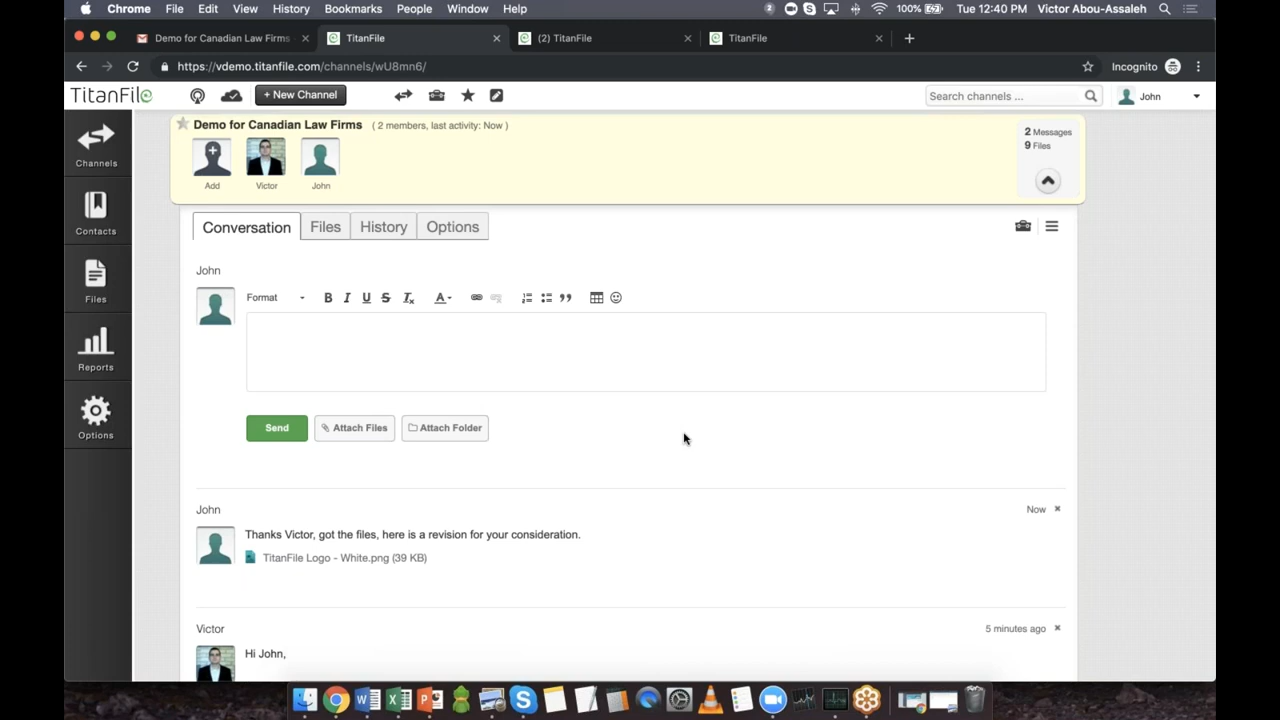 Chrome File Edit View History Bookmarks People Window Help 100% Tue 12:40 PM Victor Abou-Assaleh
Demo for Canadian Law Firms TitanFile (2) TitanFile TitanFile
https://vdemo.titanfile.com/channels/wU8mn6/ Incognito
TitanFile + New Channel Search channels ... John
Demo for Canadian Law Firms ( 2 members, last activity: Now )
2 Messages
9 Files
Add Victor John
Channels
Contacts
Files
Reports
Options
Conversation Files History Options
John
Format B I U S Tx A
Send Attach Files Attach Folder
John Now
Thanks Victor, got the files, here is a revision for your consideration.
TitanFile Logo - White.png (39 KB)
Victor 5 minutes ago
Hi John,